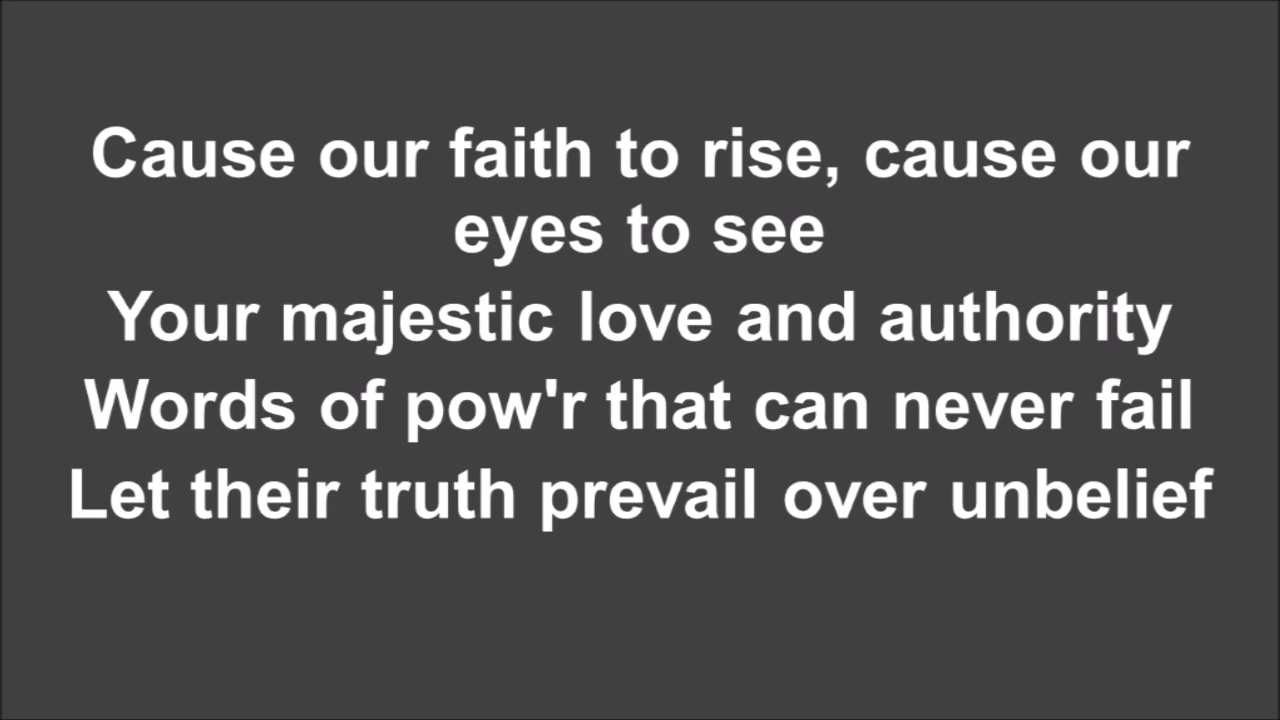 Cause our faith to rise, cause our
eyes to see
Your majestic love and authority
Words of pow'r that can never fail
Let their truth prevail over unbelief